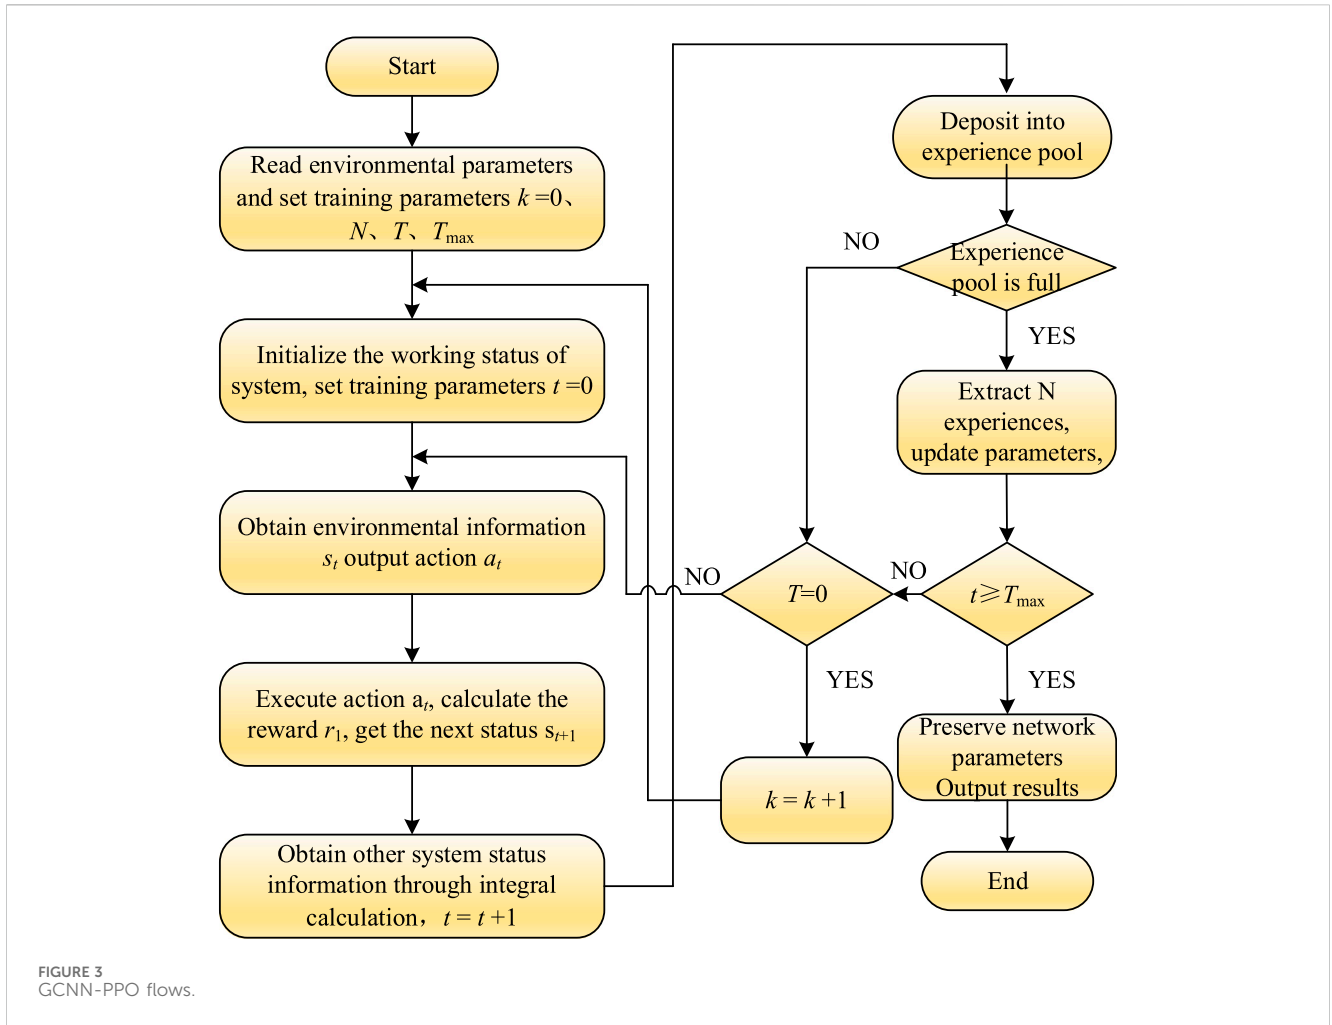 Start
Read environmental parameters
and set training parameters k =0、
N、T、Tmax
Initialize the working status of
system, set training parameters t =0
Obtain environmental information
st output action at
Execute action at, calculate the
reward r1, get the next status st+1
Obtain other system status
information through integral
calculation，t = t +1
Deposit into
experience pool
Experience
pool is full
NO
YES
Extract N
experiences,
update parameters,
t⩾Tmax
NO
YES
T=0
NO
YES
k = k +1
Preserve network
parameters
Output results
End
FIGURE 3
GCNN-PPO flows.